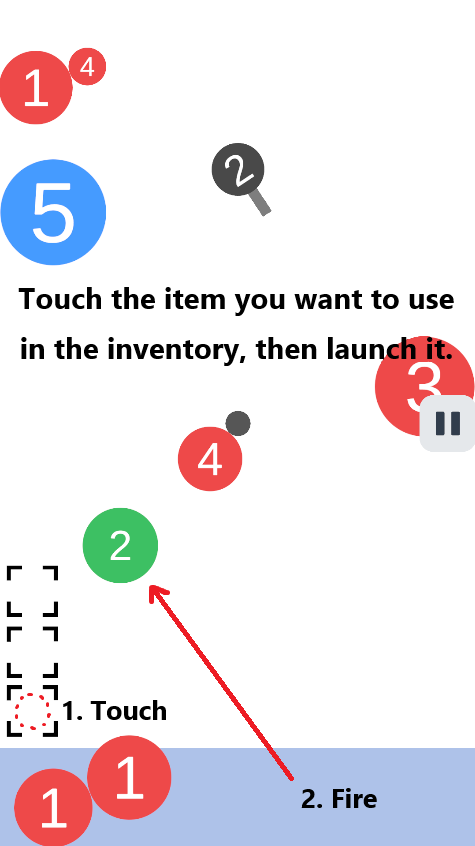 1 4
2
5
Touch the item you want to use
in the inventory, then launch it.
3
4
2
1. Touch
1
1
2. Fire